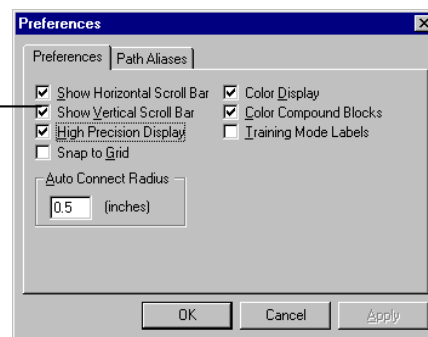 Preferences
Preferences Path Aliases
Show Horizontal Scroll Bar
Show Vertical Scroll Bar
High Precision Display
Snap to Grid
Color Display
Color Compound Blocks
Training Mode Labels
Auto Connect Radius
0.5 (inches)
OK Cancel Apply